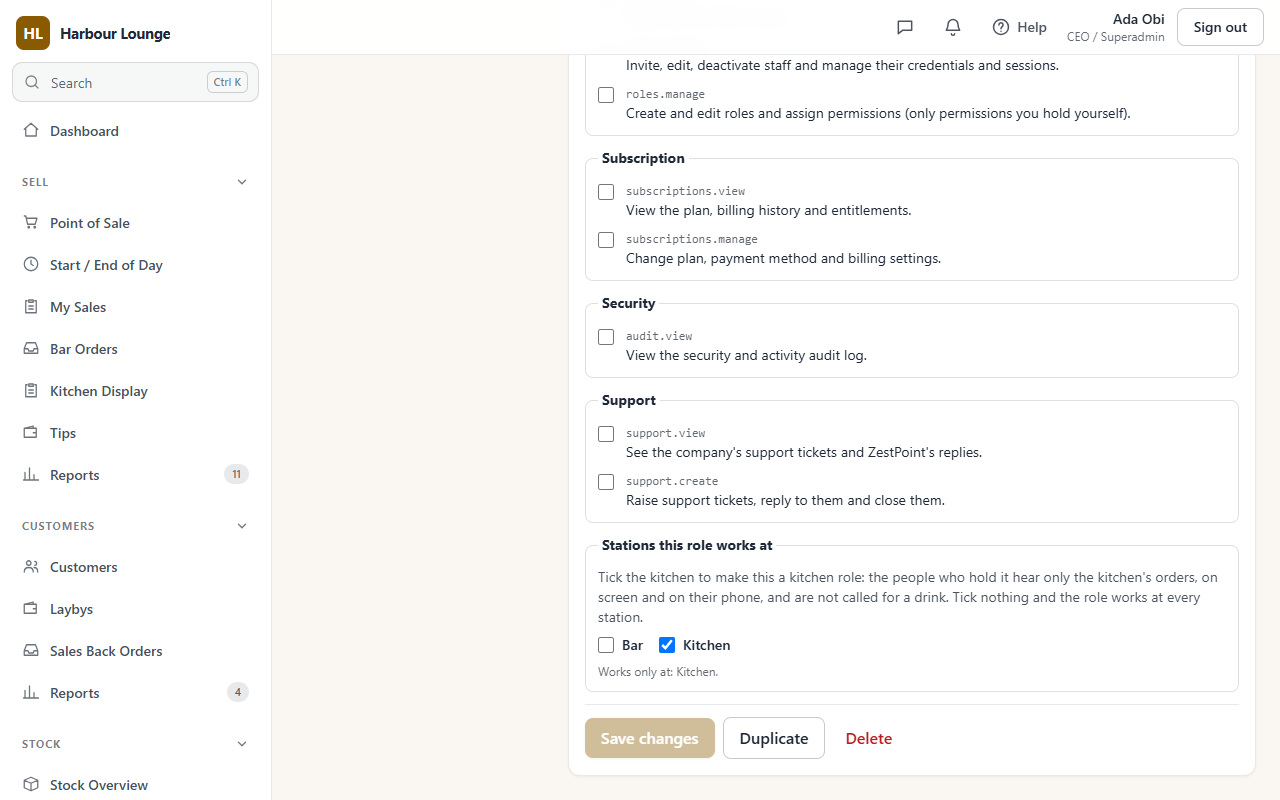 HL
Harbour Lounge
Search
Ctrl K
Dashboard
SELL
Point of Sale
Start / End of Day
My Sales
Bar Orders
Kitchen Display
Tips
Reports
11
CUSTOMERS
Customers
Laybys
Sales Back Orders
Reports
4
STOCK
Stock Overview
Help
Ada Obi
CEO / Superadmin
Sign out
Invite, edit, deactivate staff and manage their credentials and sessions.
roles.manage
Create and edit roles and assign permissions (only permissions you hold yourself).
Subscription
subscriptions.view
View the plan, billing history and entitlements.
subscriptions.manage
Change plan, payment method and billing settings.
Security
audit.view
View the security and activity audit log.
Support
support.view
See the company's support tickets and ZestPoint's replies.
support.create
Raise support tickets, reply to them and close them.
Stations this role works at
Tick the kitchen to make this a kitchen role: the people who hold it hear only the kitchen's orders, on
screen and on their phone, and are not called for a drink. Tick nothing and the role works at every
station.
Bar
Kitchen
Works only at: Kitchen.
Save changes
Duplicate
Delete